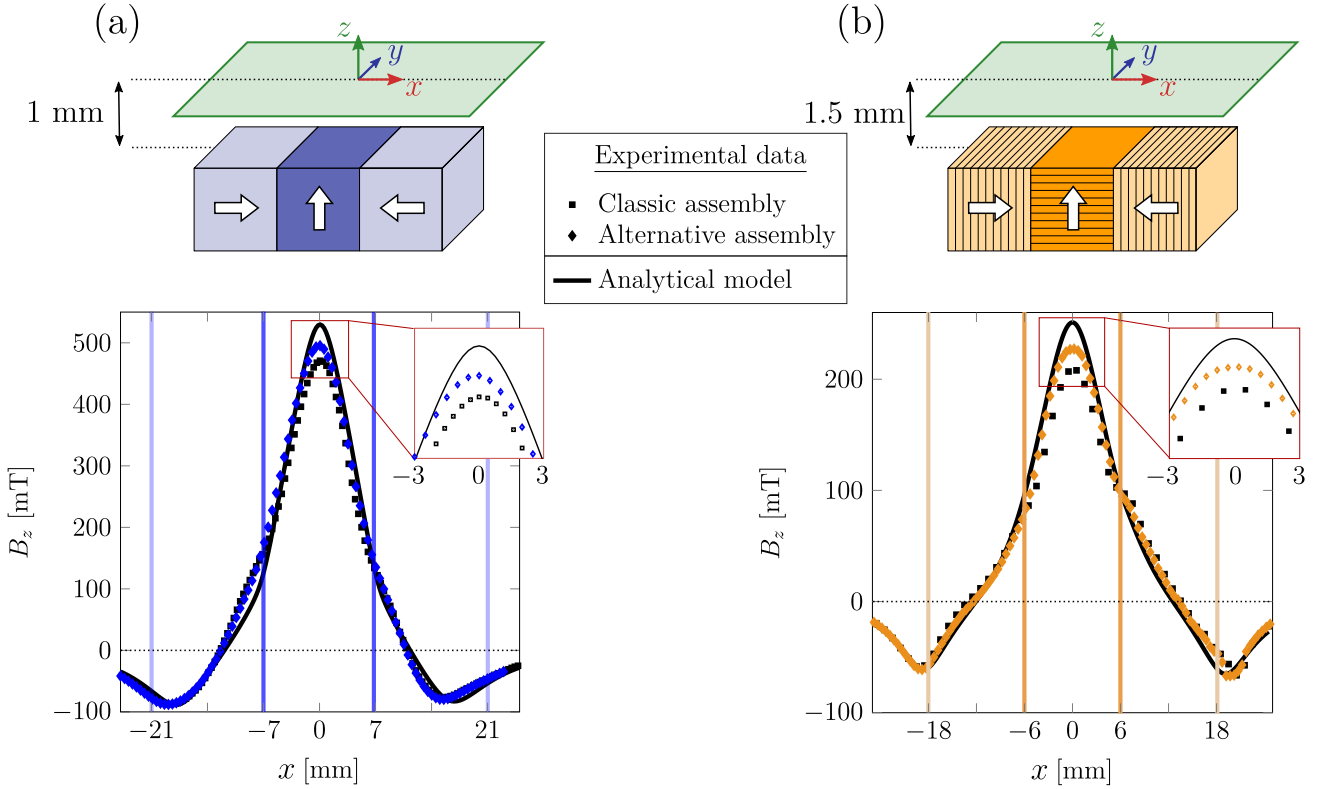 (a)
z
y
x
1 mm
(b)
z
y
x
1.5 mm
Experimental data
Classic assembly
Alternative assembly
Analytical model
500
400
300
200
100
0
−100
B_z [mT]
−21
−7
0
7
21
x [mm]
−3
0
3
200
100
0
−100
B_z [mT]
−18
−6
0
6
18
x [mm]
−3
0
3